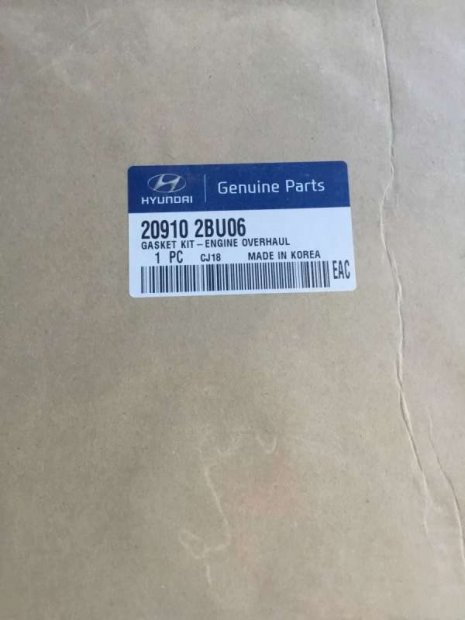 HYUNDAI
Genuine Parts
20910 2BU06
GASKET KIT-ENGINE OVERHAUL
1 PC CJ18 MADE IN KOREA
EAC